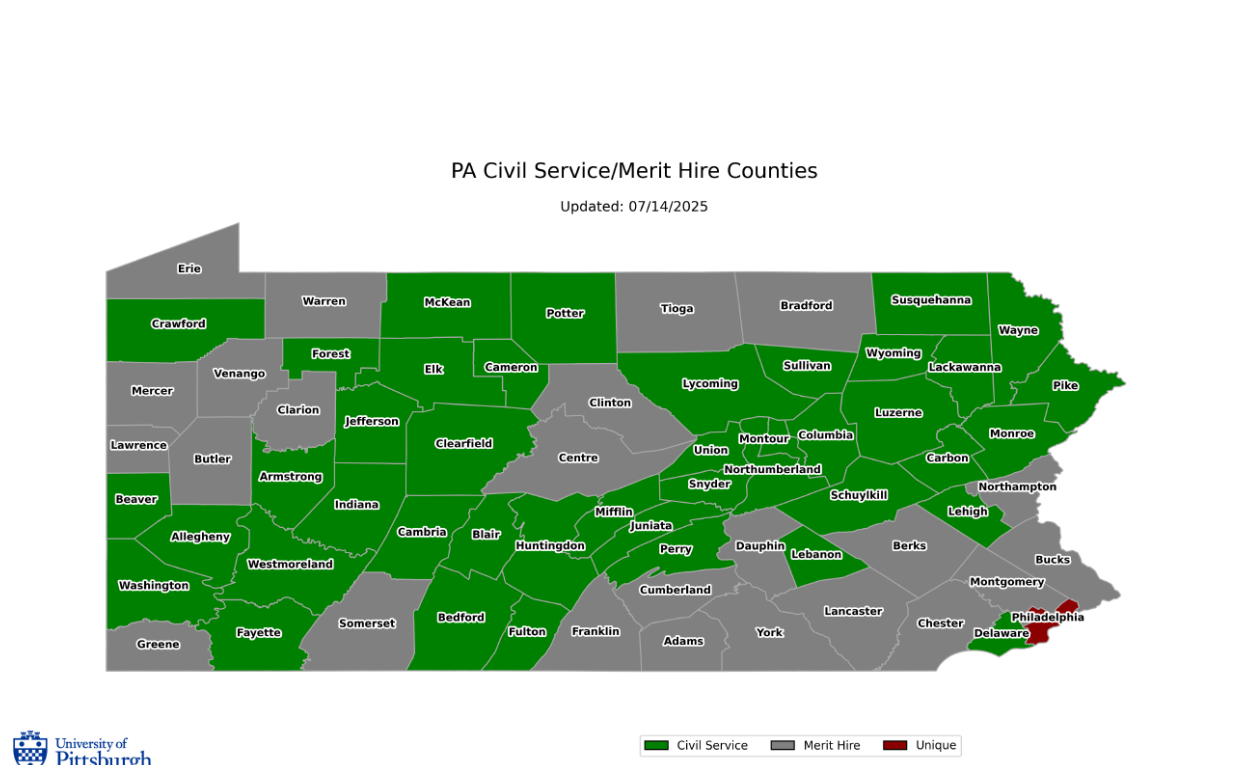 PA Civil Service/Merit Hire Counties
Updated: 07/14/2025
Erie
Warren
McKean
Potter
Tioga
Bradford
Susquehanna
Wayne
Crawford
Forest
Elk
Cameron
Lycoming
Sullivan
Wyoming
Lackawanna
Pike
Mercer
Venango
Clarion
Jefferson
Clinton
Luzerne
Monroe
Lawrence
Butler
Clearfield
Centre
Union
Montour
Columbia
Carbon
Northampton
Beaver
Armstrong
Indiana
Snyder
Northumberland
Schuylkill
Lehigh
Allegheny
Cambria
Blair
Huntingdon
Mifflin
Juniata
Perry
Dauphin
Lebanon
Berks
Bucks
Washington
Westmoreland
Cumberland
Montgomery
Greene
Fayette
Somerset
Bedford
Fulton
Franklin
Adams
York
Lancaster
Chester
Delaware
Philadelphia
University of
Pittsburgh
Civil Service
Merit Hire
Unique